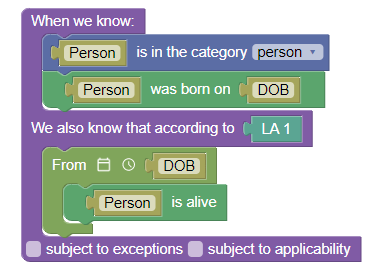 When we know:
Person is in the category person
Person was born on DOB
We also know that according to LA 1
From DOB
Person is alive
subject to exceptions subject to applicability